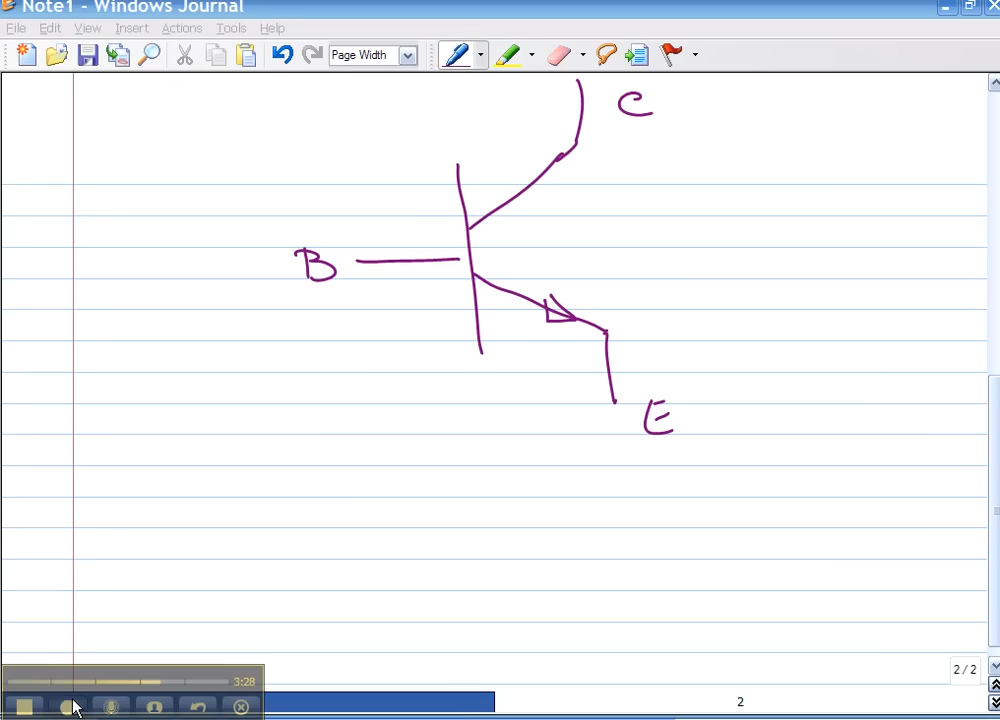 Note1 - Windows Journal
File Edit View Insert Actions Tools Help
Page Width
C
B
E
2 / 2
3:28
2